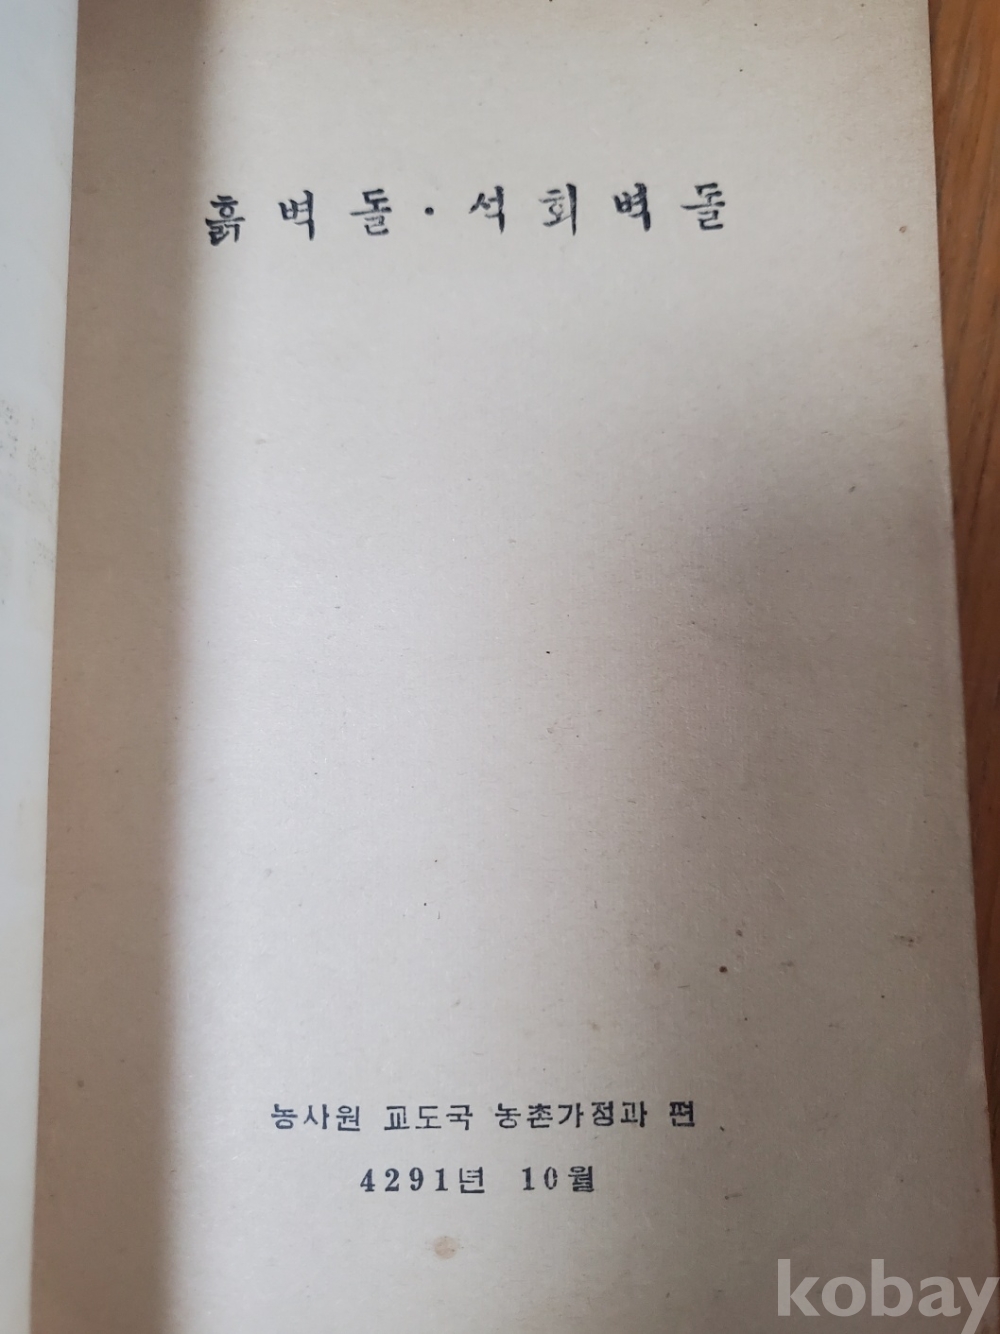 흙벽돌·석회벽돌
농사원 교도국 농촌가정과 편
4291년 10월
kobay